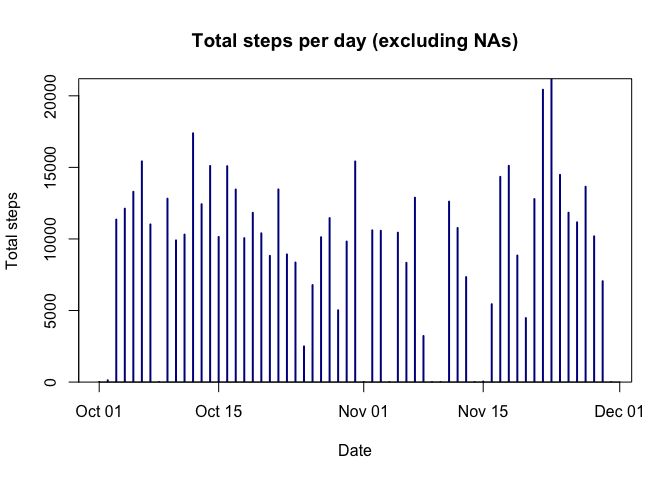 Total steps per day (excluding NAs)
20000
15000
10000
5000
0
Total steps
Oct 01
Oct 15
Nov 01
Nov 15
Dec 01
Date